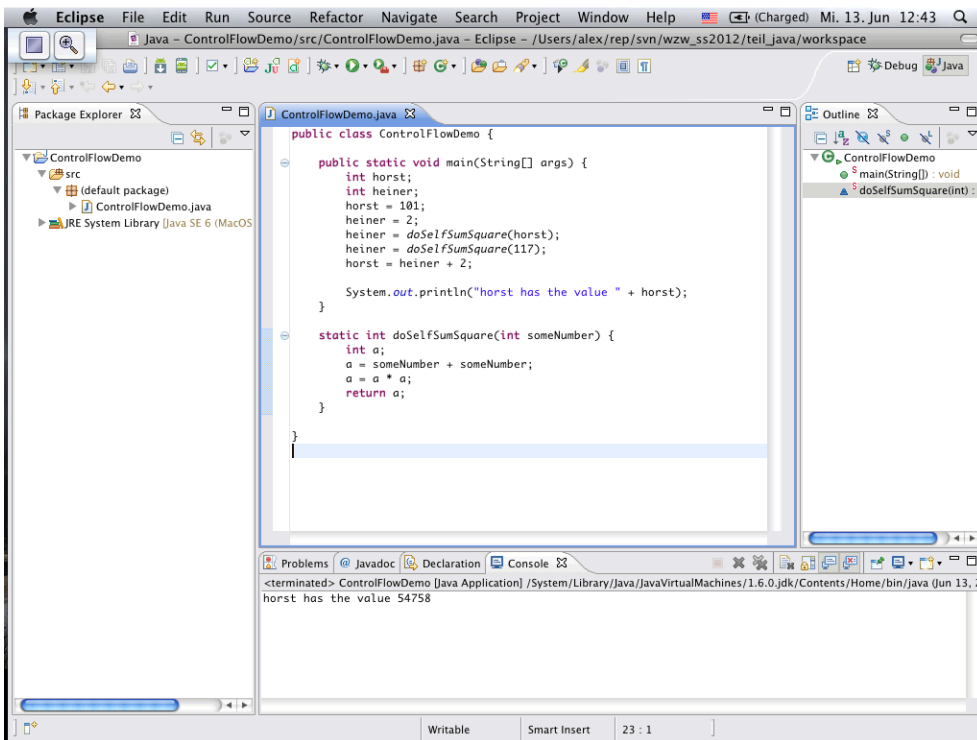 Eclipse File Edit Run Source Refactor Navigate Search Project Window Help (Charged) Mi. 13. Jun 12:43
Java – ControlFlowDemo/src/ControlFlowDemo.java – Eclipse – /Users/alex/rep/svn/wzw_ss2012/teil_java/workspace
Debug Java
Package Explorer
ControlFlowDemo
src
(default package)
ControlFlowDemo.java
JRE System Library [Java SE 6 (MacOS
ControlFlowDemo.java
public class ControlFlowDemo {
public static void main(String[] args) {
int horst;
int heiner;
horst = 101;
heiner = 2;
heiner = doSelfSumSquare(horst);
heiner = doSelfSumSquare(117);
horst = heiner + 2;
System.out.println("horst has the value " + horst);
}
static int doSelfSumSquare(int someNumber) {
int a;
a = someNumber + someNumber;
a = a * a;
return a;
}
}
Outline
ControlFlowDemo
main(String[]) : void
doSelfSumSquare(int) :
Problems @ Javadoc Declaration Console
<terminated> ControlFlowDemo [Java Application] /System/Library/Java/JavaVirtualMachines/1.6.0.jdk/Contents/Home/bin/java (Jun 13,
horst has the value 54758
Writable Smart Insert 23 : 1